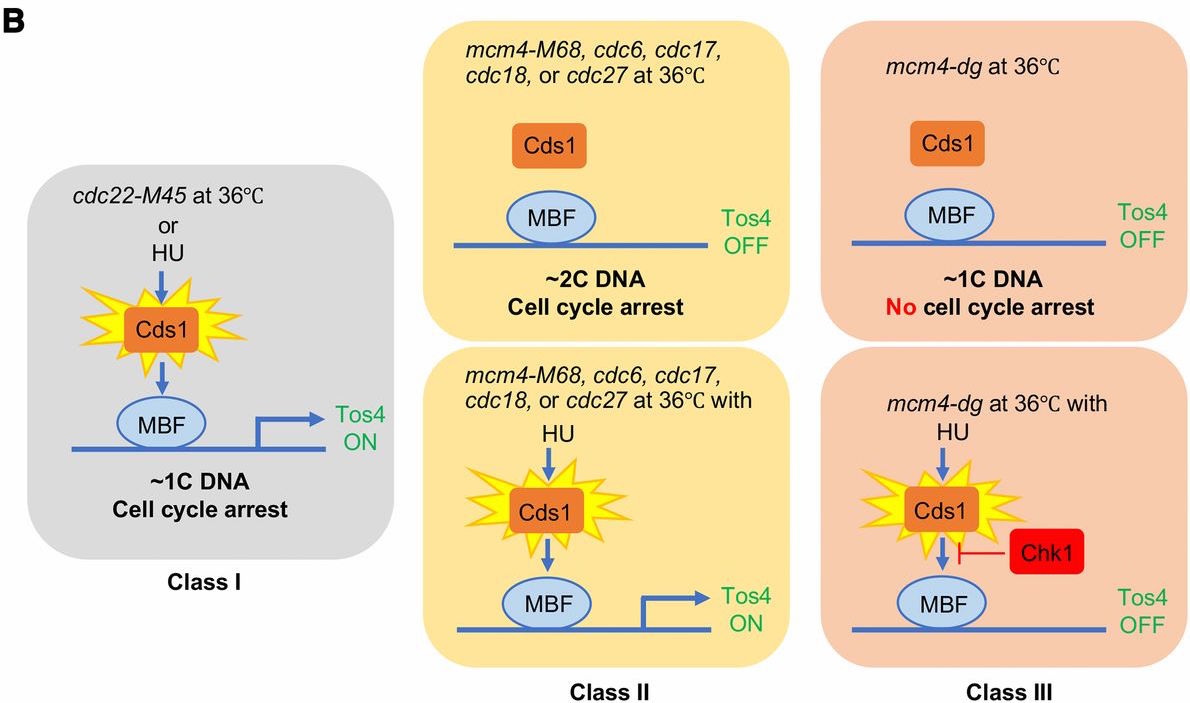 B
cdc22-M45 at 36°C
or
HU
Cds1
MBF
Tos4
ON
~1C DNA
Cell cycle arrest
Class I
mcm4-M68, cdc6, cdc17,
cdc18, or cdc27 at 36°C
Cds1
MBF
Tos4
OFF
~2C DNA
Cell cycle arrest
mcm4-M68, cdc6, cdc17,
cdc18, or cdc27 at 36°C with
HU
Cds1
MBF
Tos4
ON
Class II
mcm4-dg at 36°C
Cds1
MBF
Tos4
OFF
~1C DNA
No cell cycle arrest
mcm4-dg at 36°C with
HU
Cds1
Chk1
MBF
Tos4
OFF
Class III